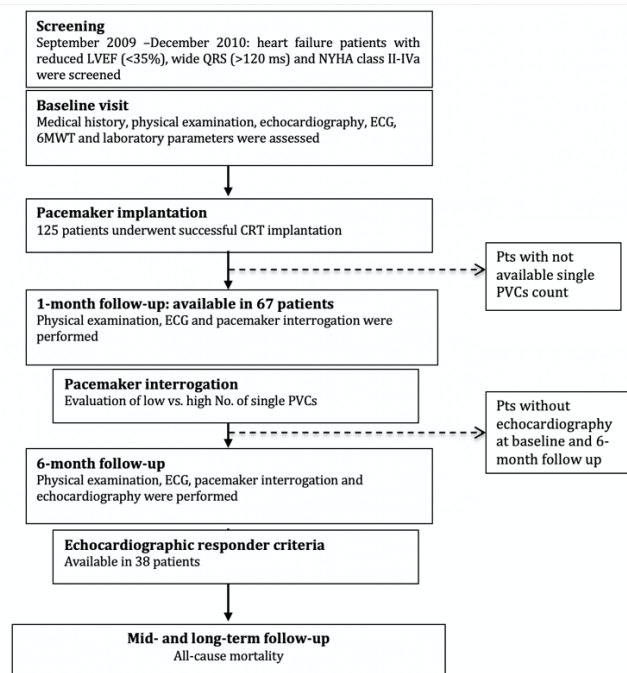 Screening
September 2009 –December 2010: heart failure patients with
reduced LVEF (<35%), wide QRS (>120 ms) and NYHA class II-IVa
were screened
Baseline visit
Medical history, physical examination, echocardiography, ECG,
6MWT and laboratory parameters were assessed
Pacemaker implantation
125 patients underwent successful CRT implantation
Pts with not
available single
PVCs count
1-month follow-up: available in 67 patients
Physical examination, ECG and pacemaker interrogation were
performed
Pacemaker interrogation
Evaluation of low vs. high No. of single PVCs
Pts without
echocardiography
at baseline and 6-
month follow up
6-month follow-up
Physical examination, ECG, pacemaker interrogation and
echocardiography were performed
Echocardiographic responder criteria
Available in 38 patients
Mid- and long-term follow-up
All-cause mortality